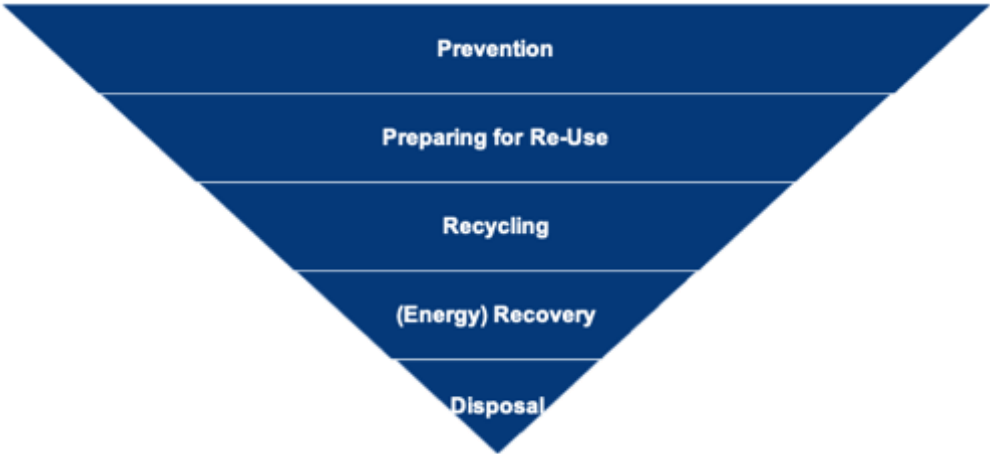 Prevention
Preparing for Re-Use
Recycling
(Energy) Recovery
Disposal